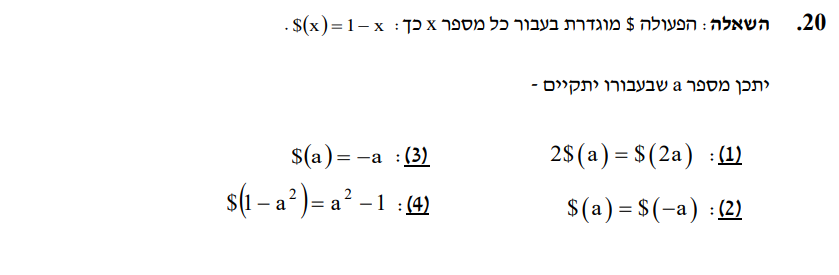 20. השאלה : הפעולה $ מוגדרת בעבור כל מספר x כך : $(x)=1−x .
יתכן מספר a שבעבורו יתקיים -
(1) : 2$(a) = $(2a) (3) : $(a) = −a
(2) : $(a) = $(−a) (4) : $(1−a²) = a² −1